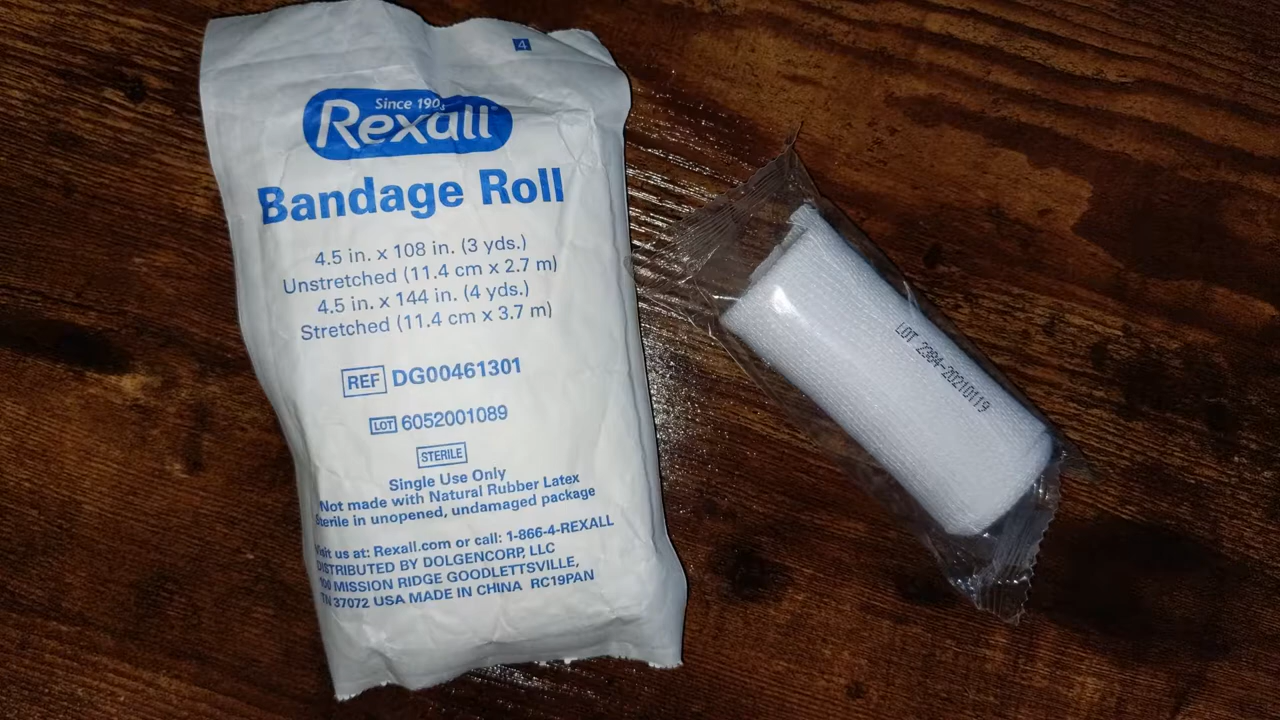 4
Since 190
Rexall
Bandage Roll
4.5 in. x 108 in. (3 yds.)
Unstretched (11.4 cm x 2.7 m)
4.5 in. x 144 in. (4 yds.)
Stretched (11.4 cm x 3.7 m)
REF DG00461301
LOT 6052001089
STERILE
Single Use Only
Not made with Natural Rubber Latex
Sterile in unopened, undamaged package
Visit us at: Rexall.com or call: 1-866-4-REXALL
DISTRIBUTED BY DOLGENCORP, LLC
100 MISSION RIDGE GOODLETTSVILLE,
TN 37072 USA MADE IN CHINA RC19PAN
LOT 2384-20210119